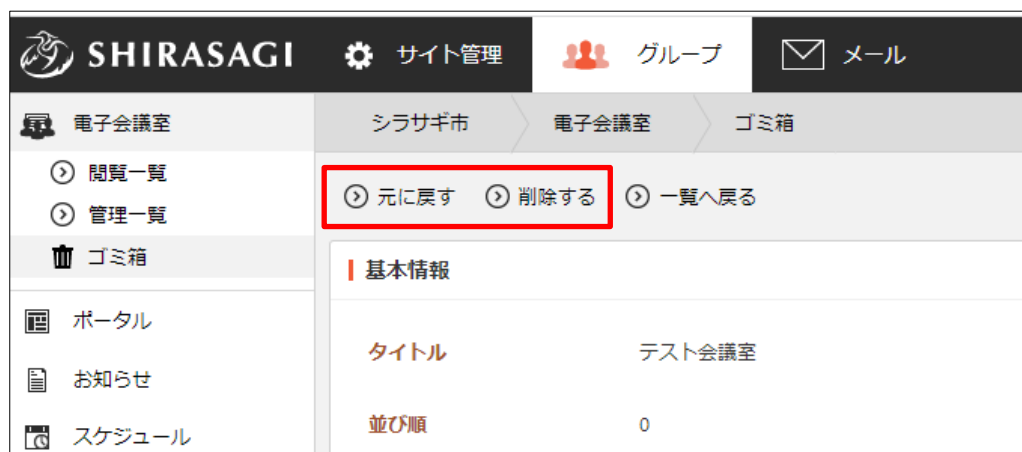 SHIRASAGI サイト管理 グループ メール
電子会議室
閲覧一覧
管理一覧
ゴミ箱
ポータル
お知らせ
スケジュール
シラサギ市 電子会議室 ゴミ箱
元に戻す 削除する 一覧へ戻る
基本情報
タイトル テスト会議室
並び順 0